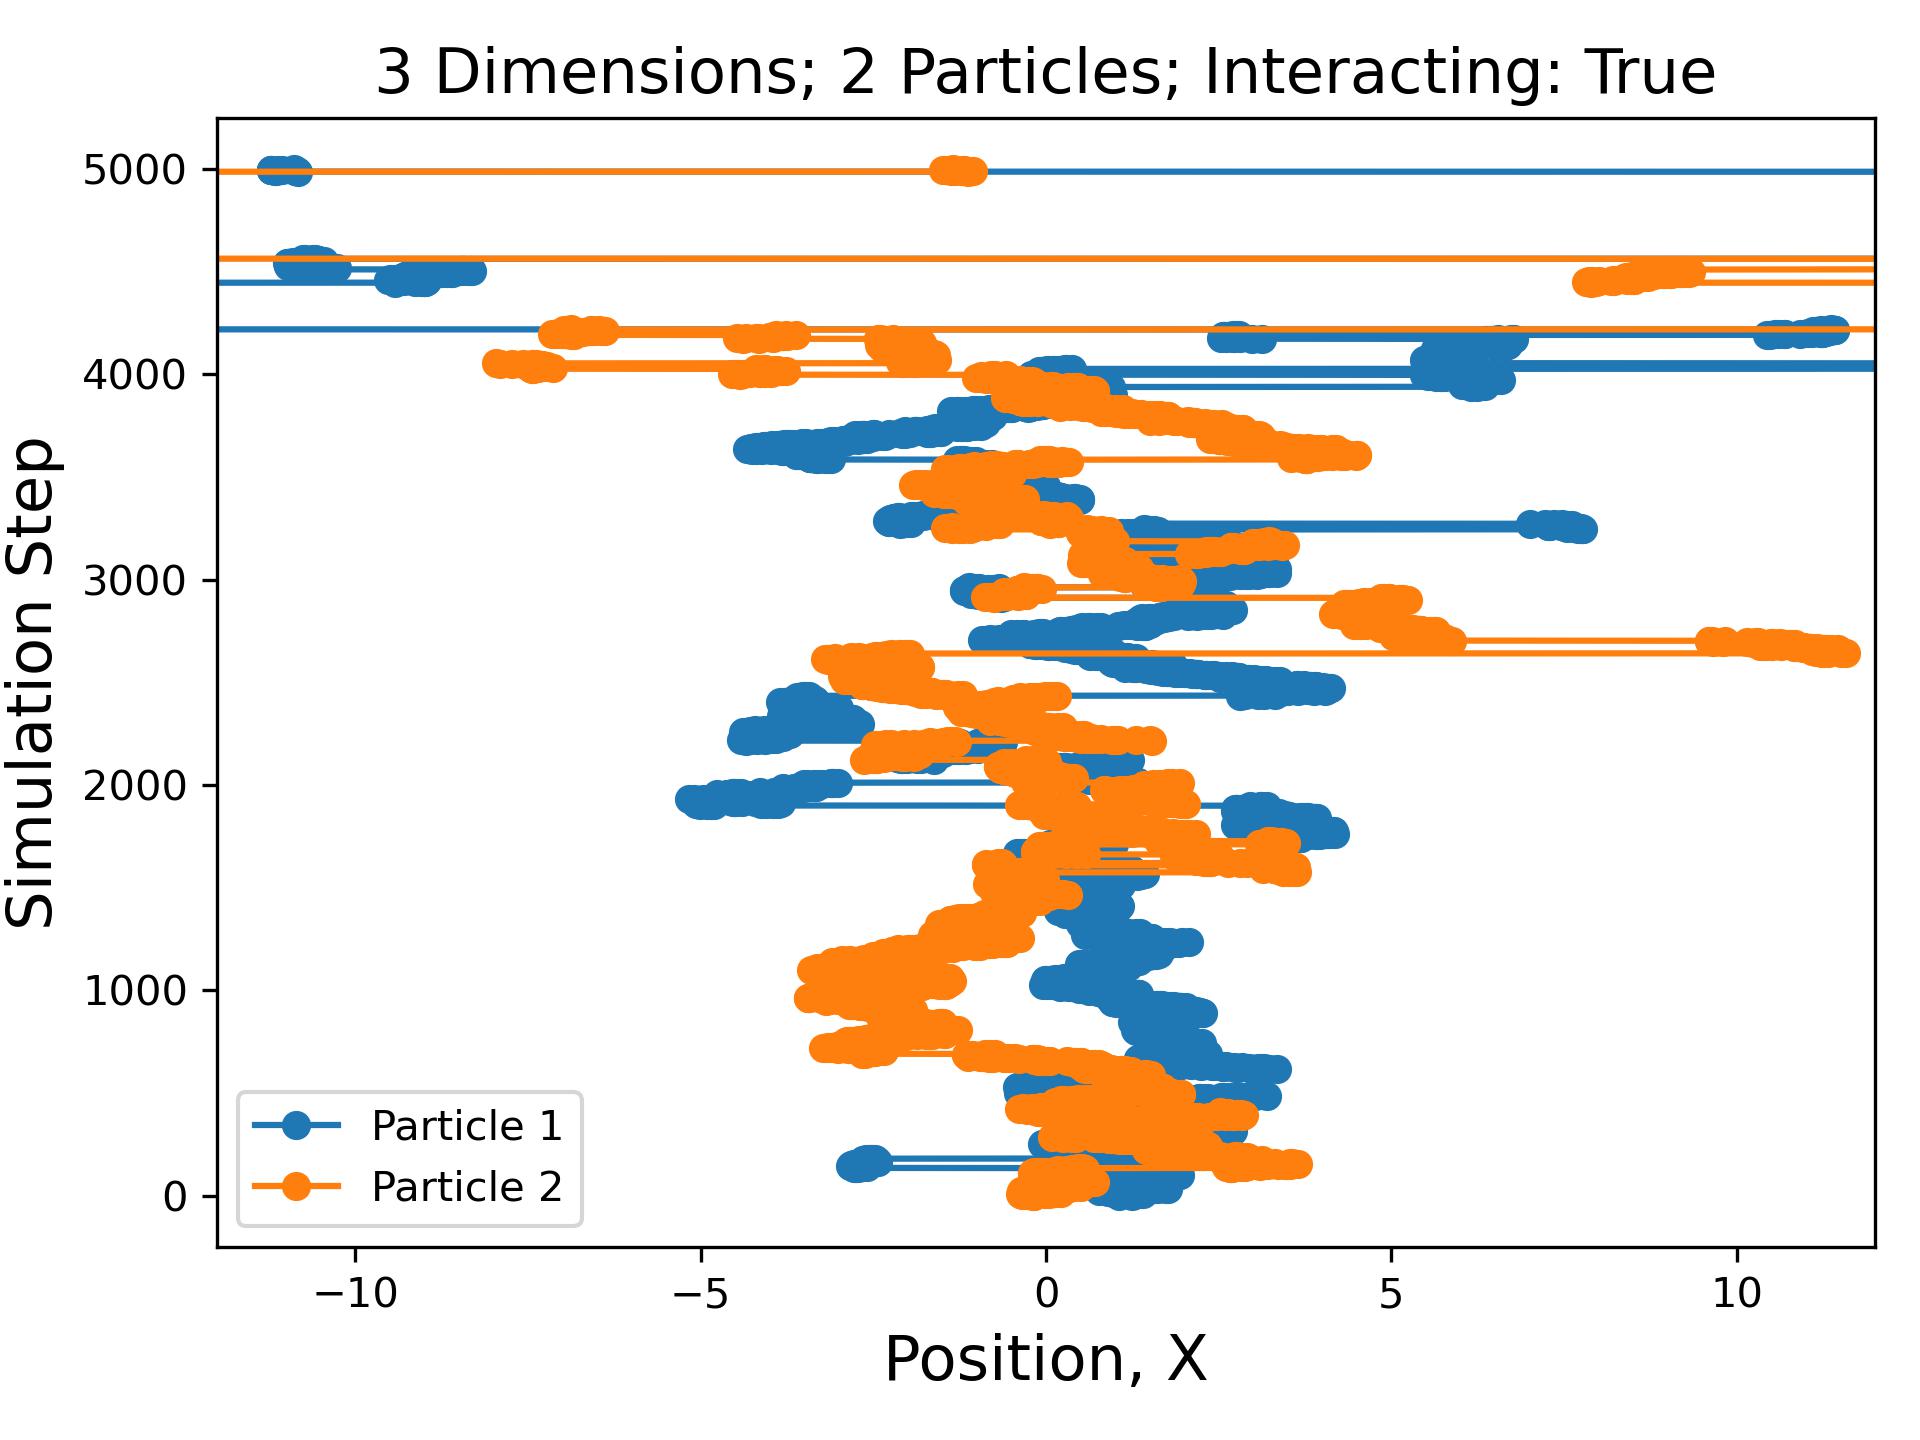 3 Dimensions; 2 Particles; Interacting: True
5000
4000
3000
2000
1000
0
Simulation Step
Particle 1
Particle 2
−10
−5
0
5
10
Position, X